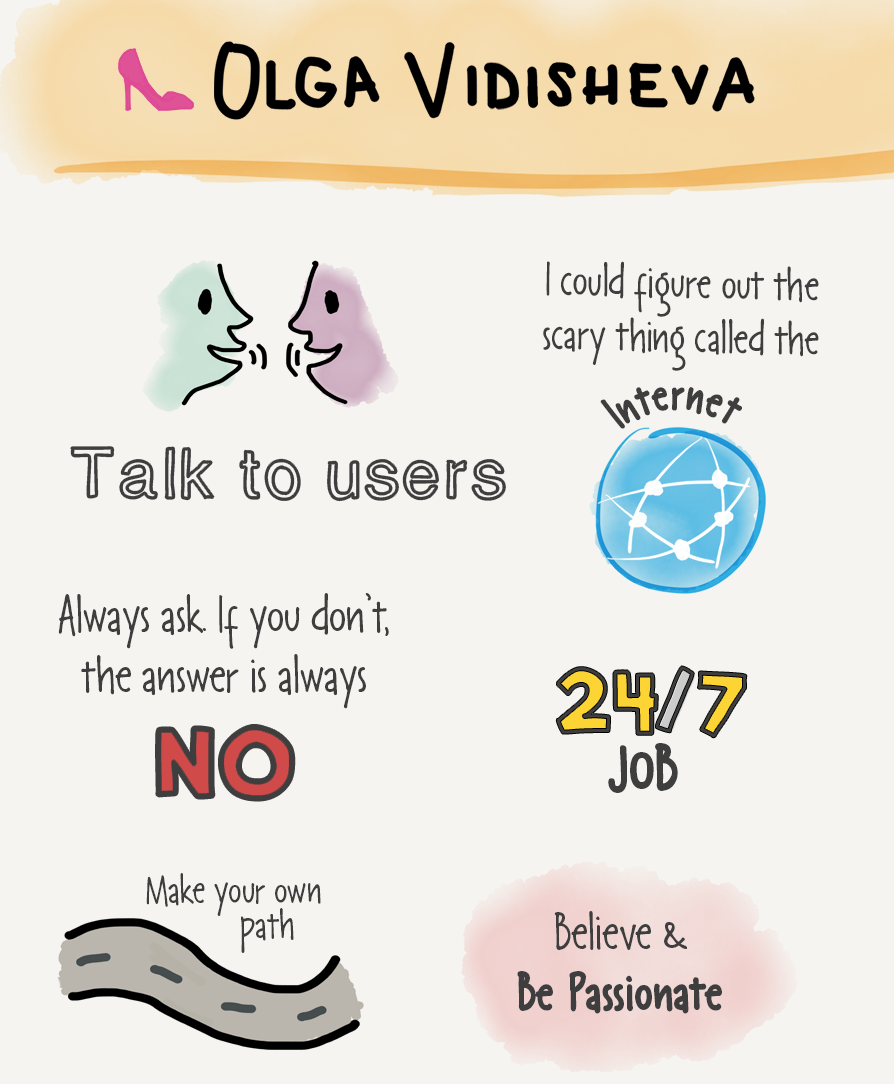 OLGA VIDISHEVA
Talk to users
I could figure out the
scary thing called the
Internet
Always ask. If you don't,
the answer is always
NO
24/7
JOB
Make your own
path
Believe &
Be Passionate